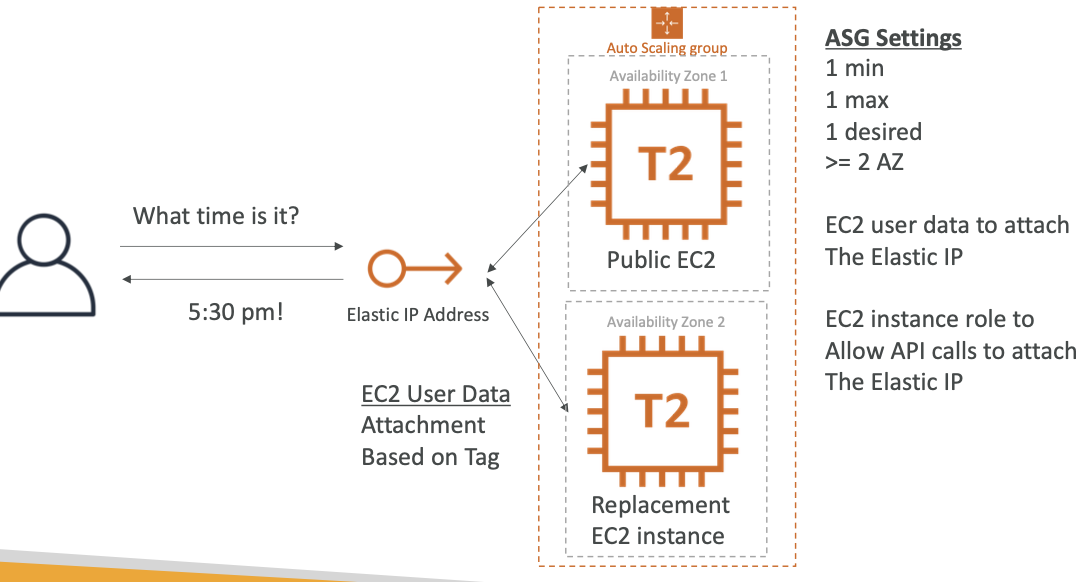 Auto Scaling group
Availability Zone 1
T2
Public EC2
Availability Zone 2
T2
Replacement
EC2 instance
What time is it?
5:30 pm!
Elastic IP Address
EC2 User Data
Attachment
Based on Tag
ASG Settings
1 min
1 max
1 desired
>= 2 AZ
EC2 user data to attach
The Elastic IP
EC2 instance role to
Allow API calls to attach
The Elastic IP